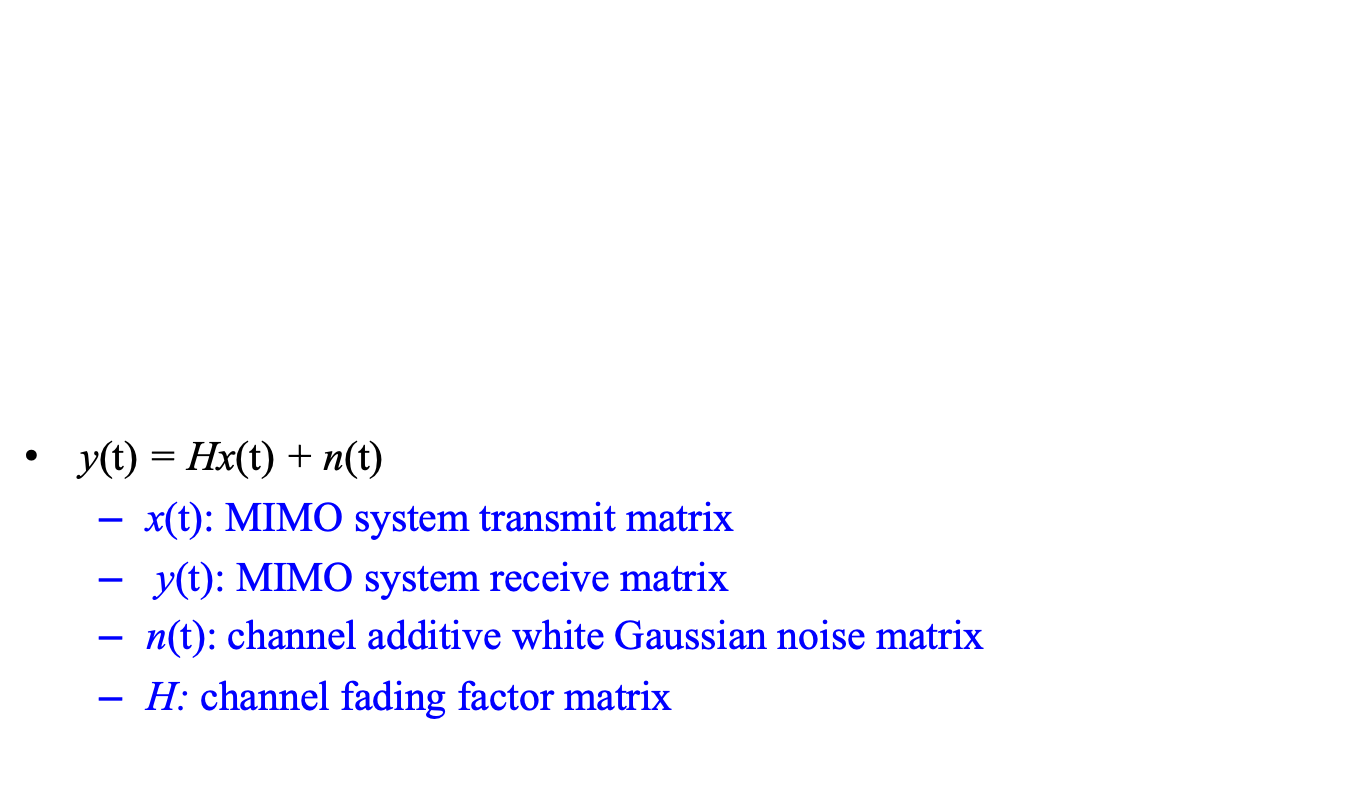 • y(t) = Hx(t) + n(t)
– x(t): MIMO system transmit matrix
– y(t): MIMO system receive matrix
– n(t): channel additive white Gaussian noise matrix
– H: channel fading factor matrix